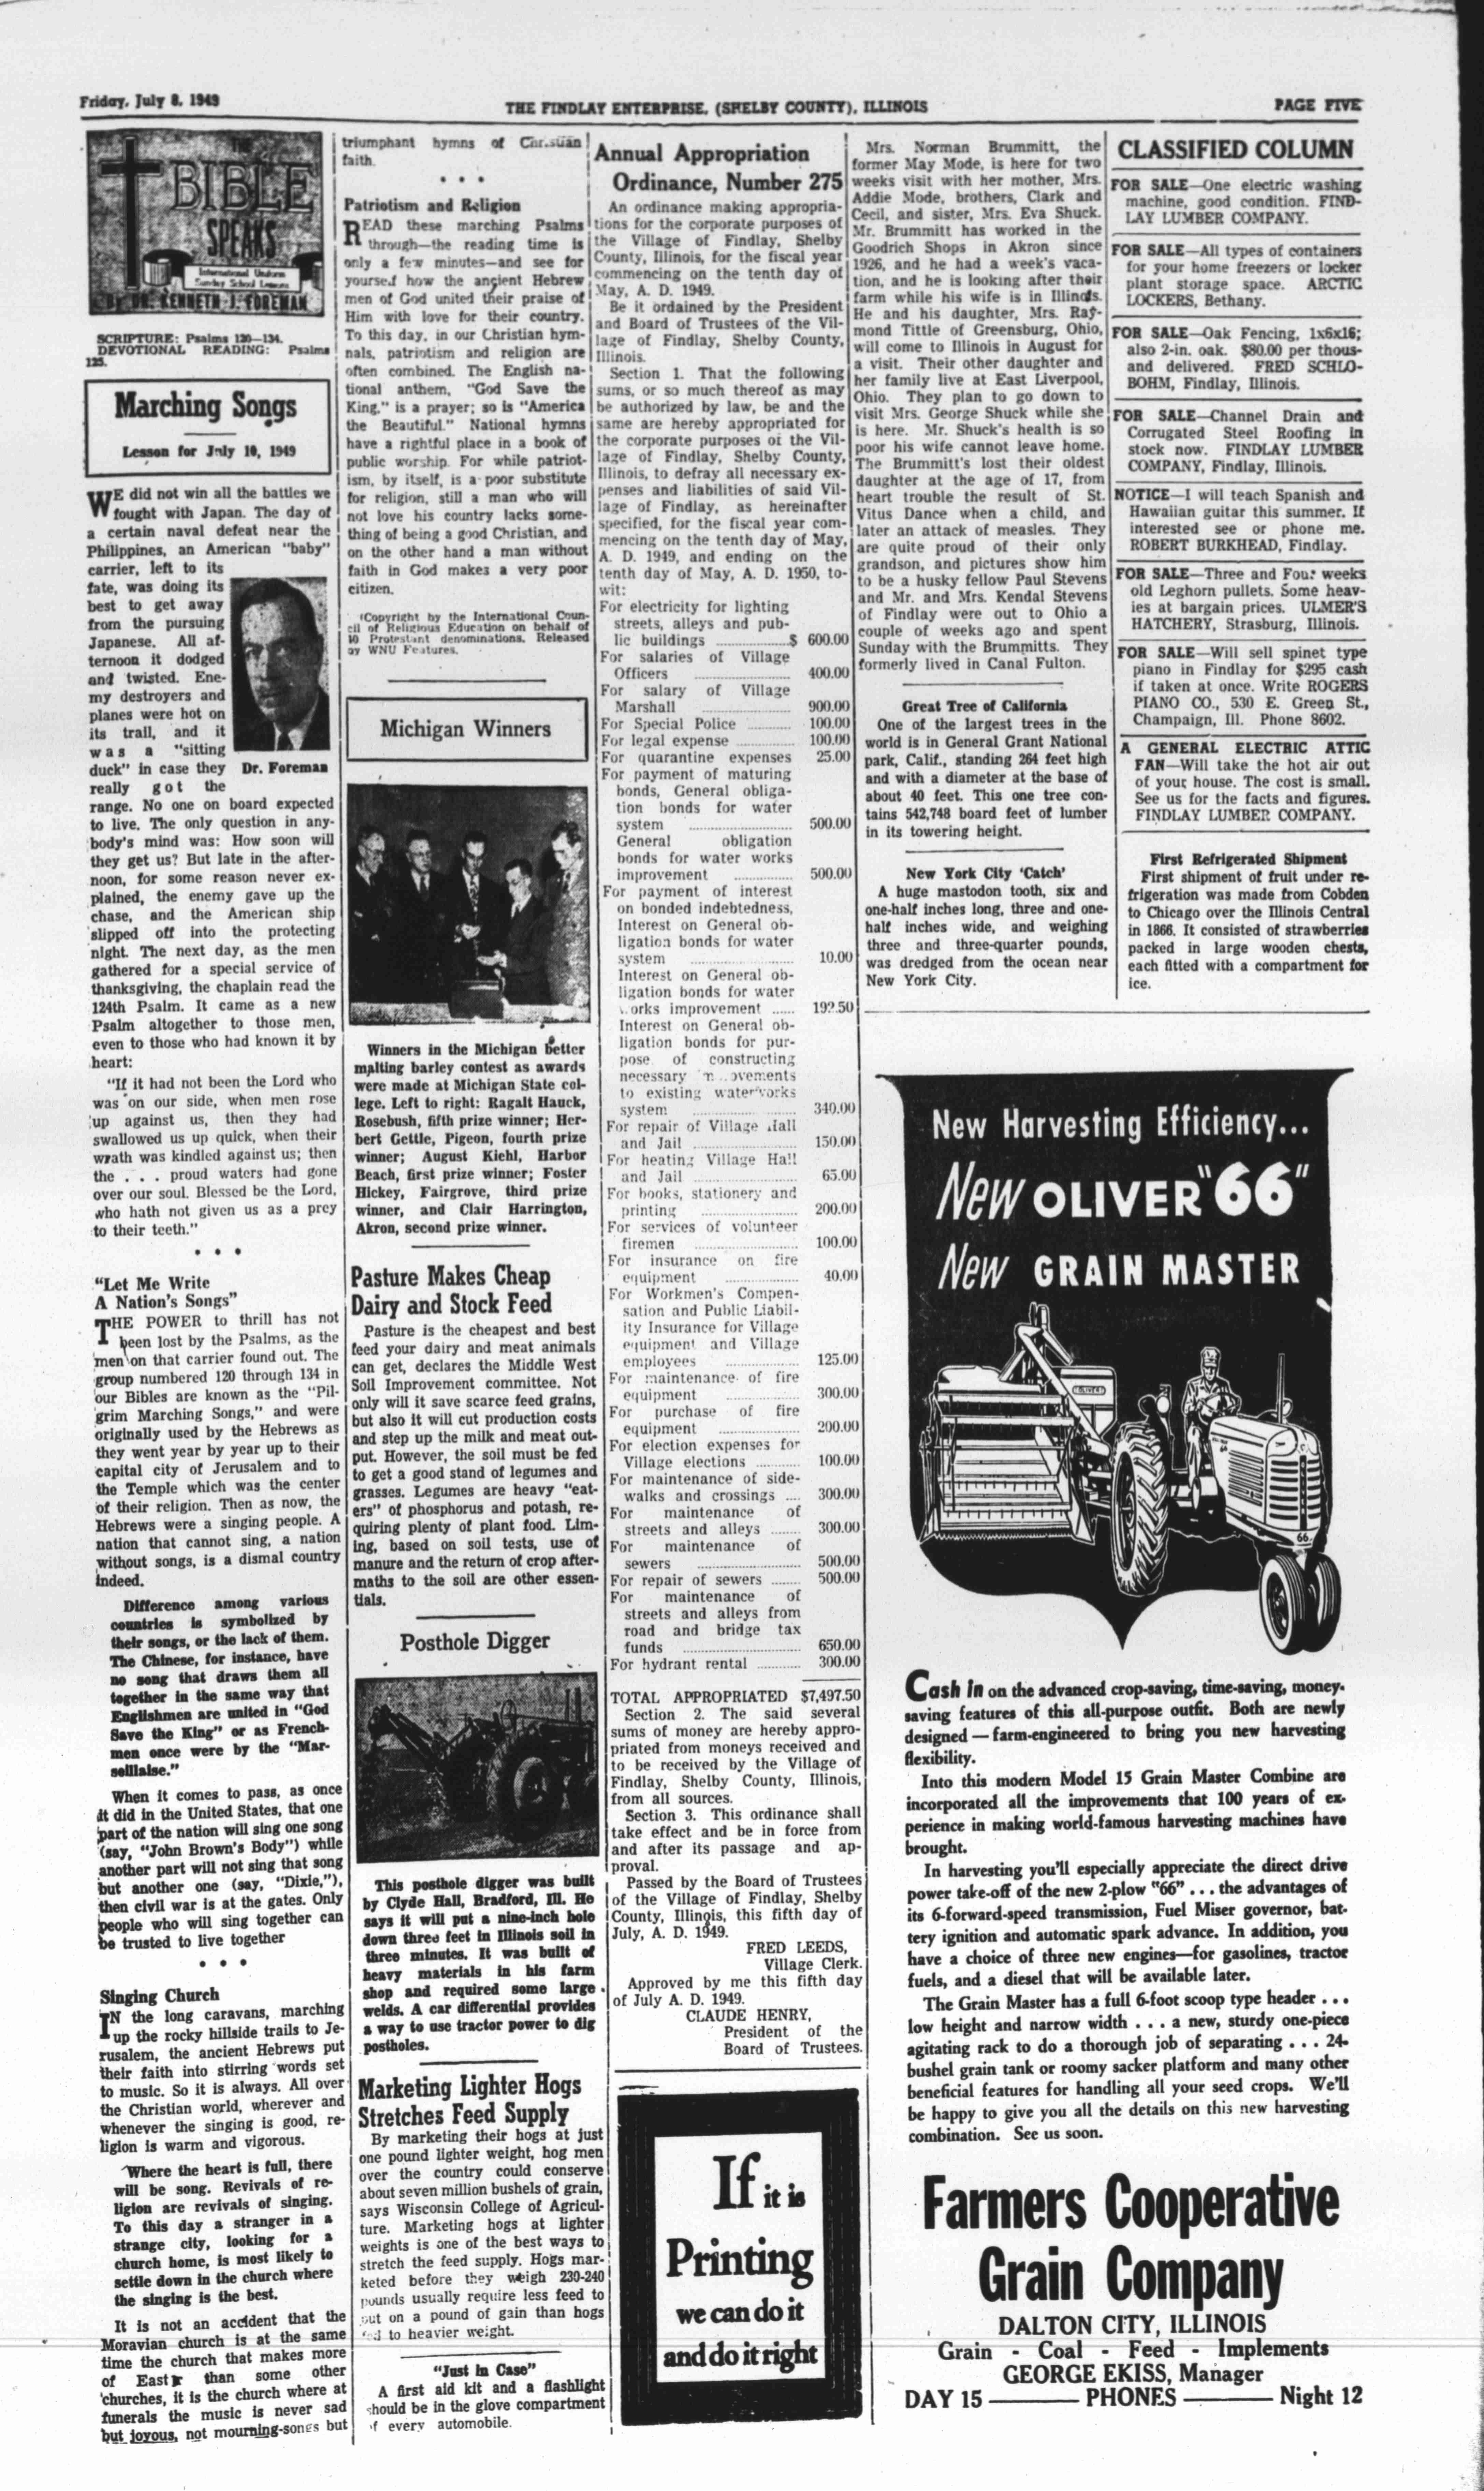 Friday, July 8, 1949
THE FINDLAY ENTERPRISE, (SHELBY COUNTY), ILLINOIS
PAGE FIVE
THE
BIBLE
SPEAKS
International Uniform
Sunday School Lessons
BY DR. KENNETH J. FOREMAN
SCRIPTURE: Psalms 120—134.
DEVOTIONAL READING: Psalms
125.
Marching Songs
Lesson for July 10, 1949
WE did not win all the battles we
fought with Japan. The day of
a certain naval defeat near the
Philippines, an American "baby"
carrier, left to its
fate, was doing its
best to get away
from the pursuing
Japanese. All af-
ternoon it dodged
and twisted. Ene-
my destroyers and
planes were hot on
its trail, and it
was a "sitting
duck" in case they
really got the
Dr. Foreman
range. No one on board expected
to live. The only question in any-
body's mind was: How soon will
they get us? But late in the after-
noon, for some reason never ex-
plained, the enemy gave up the
chase, and the American ship
slipped off into the protecting
night. The next day, as the men
gathered for a special service of
thanksgiving, the chaplain read the
124th Psalm. It came as a new
Psalm altogether to those men,
even to those who had known it by
heart:
"If it had not been the Lord who
was on our side, when men rose
up against us, then they had
swallowed us up quick, when their
wrath was kindled against us; then
the . . . proud waters had gone
over our soul. Blessed be the Lord,
who hath not given us as a prey
to their teeth."
• • •
"Let Me Write
A Nation's Songs"
THE POWER to thrill has not
been lost by the Psalms, as the
men on that carrier found out. The
group numbered 120 through 134 in
our Bibles are known as the "Pil-
grim Marching Songs," and were
originally used by the Hebrews as
they went year by year up to their
capital city of Jerusalem and to
the Temple which was the center
of their religion. Then as now, the
Hebrews were a singing people. A
nation that cannot sing, a nation
without songs, is a dismal country
indeed.
Difference among various
countries is symbolized by
their songs, or the lack of them.
The Chinese, for instance, have
no song that draws them all
together in the same way that
Englishmen are united in "God
Save the King" or as French-
men once were by the "Mar-
seillaise."
When it comes to pass, as once
it did in the United States, that one
part of the nation will sing one song
(say, "John Brown's Body") while
another part will not sing that song
but another one (say, "Dixie,"),
then civil war is at the gates. Only
people who will sing together can
be trusted to live together
• • •
Singing Church
IN the long caravans, marching
up the rocky hillside trails to Je-
rusalem, the ancient Hebrews put
their faith into stirring words set
to music. So it is always. All over
the Christian world, wherever and
whenever the singing is good, re-
ligion is warm and vigorous.
Where the heart is full, there
will be song. Revivals of re-
ligion are revivals of singing.
To this day a stranger in a
strange city, looking for a
church home, is most likely to
settle down in the church where
the singing is the best.
It is not an accident that the
Moravian church is at the same
time the church that makes more
of Easter than some other
churches, it is the church where at
funerals the music is never sad
but joyous, not mourning-songs but
triumphant hymns of Christian
faith.
• • •
Patriotism and Religion
READ these marching Psalms
through—the reading time is
only a few minutes—and see for
yourself how the ancient Hebrew
men of God united their praise of
Him with love for their country.
To this day, in our Christian hym-
nals, patriotism and religion are
often combined. The English na-
tional anthem, "God Save the
King," is a prayer; so is "America
the Beautiful." National hymns
have a rightful place in a book of
public worship. For while patriot-
ism, by itself, is a poor substitute
for religion, still a man who will
not love his country lacks some-
thing of being a good Christian, and
on the other hand a man without
faith in God makes a very poor
citizen.
(Copyright by the International Coun-
cil of Religious Education on behalf of
40 Protestant denominations. Released
by WNU Features.
Michigan Winners
Winners in the Michigan better
malting barley contest as awards
were made at Michigan State col-
lege. Left to right: Ragalt Hauck,
Rosebush, fifth prize winner; Her-
bert Gettle, Pigeon, fourth prize
winner; August Kiehl, Harbor
Beach, first prize winner; Foster
Hickey, Fairgrove, third prize
winner, and Clair Harrington,
Akron, second prize winner.
Pasture Makes Cheap
Dairy and Stock Feed
Pasture is the cheapest and best
feed your dairy and meat animals
can get, declares the Middle West
Soil Improvement committee. Not
only will it save scarce feed grains,
but also it will cut production costs
and step up the milk and meat out-
put. However, the soil must be fed
to get a good stand of legumes and
grasses. Legumes are heavy "eat-
ers" of phosphorus and potash, re-
quiring plenty of plant food. Lim-
ing, based on soil tests, use of
manure and the return of crop after-
maths to the soil are other essen-
tials.
Posthole Digger
This posthole digger was built
by Clyde Hall, Bradford, Ill. He
says it will put a nine-inch hole
down three feet in Illinois soil in
three minutes. It was built of
heavy materials in his farm
shop and required some large
welds. A car differential provides
a way to use tractor power to dig
postholes.
Marketing Lighter Hogs
Stretches Feed Supply
By marketing their hogs at just
one pound lighter weight, hog men
over the country could conserve
about seven million bushels of grain,
says Wisconsin College of Agricul-
ture. Marketing hogs at lighter
weights is one of the best ways to
stretch the feed supply. Hogs mar-
keted before they weigh 230-240
pounds usually require less feed to
put on a pound of gain than hogs
fed to heavier weight.
"Just in Case"
A first aid kit and a flashlight
should be in the glove compartment
of every automobile.
Annual Appropriation
Ordinance, Number 275
An ordinance making appropria-
tions for the corporate purposes of
the Village of Findlay, Shelby
County, Illinois, for the fiscal year
commencing on the tenth day of
May, A. D. 1949.
Be it ordained by the President
and Board of Trustees of the Vil-
lage of Findlay, Shelby County,
Illinois.
Section 1. That the following
sums, or so much thereof as may
be authorized by law, be and the
same are hereby appropriated for
the corporate purposes of the Vil-
lage of Findlay, Shelby County,
Illinois, to defray all necessary ex-
penses and liabilities of said Vil-
lage of Findlay, as hereinafter
specified, for the fiscal year com-
mencing on the tenth day of May,
A. D. 1949, and ending on the
tenth day of May, A. D. 1950, to-
wit:
For electricity for lighting
streets, alleys and pub-
lic buildings ........ $ 600.00
For salaries of Village
Officers ........ 400.00
For salary of Village
Marshall ........ 900.00
For Special Police ........ 100.00
For legal expense ........ 100.00
For quarantine expenses 25.00
For payment of maturing
bonds, General obliga-
tion bonds for water
system ........ 500.00
General obligation
bonds for water works
improvement ........ 500.00
For payment of interest
on bonded indebtedness,
Interest on General ob-
ligation bonds for water
system ........ 10.00
Interest on General ob-
ligation bonds for water
works improvement ...... 192.50
Interest on General ob-
ligation bonds for pur-
pose of constructing
necessary improvements
to existing waterworks
system ........ 340.00
For repair of Village Hall
and Jail ........ 150.00
For heating Village Hall
and Jail ........ 65.00
For books, stationery and
printing ........ 200.00
For services of volunteer
firemen ........ 100.00
For insurance on fire
equipment ........ 40.00
For Workmen's Compen-
sation and Public Liabil-
ity Insurance for Village
equipment and Village
employees ........ 125.00
For maintenance of fire
equipment ........ 300.00
For purchase of fire
equipment ........ 200.00
For election expenses for
Village elections ........ 100.00
For maintenance of side-
walks and crossings .... 300.00
For maintenance of
streets and alleys ........ 300.00
For maintenance of
sewers ........ 500.00
For repair of sewers ........ 500.00
For maintenance of
streets and alleys from
road and bridge tax
funds ........ 650.00
For hydrant rental ........ 300.00
TOTAL APPROPRIATED $7,497.50
Section 2. The said several
sums of money are hereby appro-
priated from moneys received and
to be received by the Village of
Findlay, Shelby County, Illinois,
from all sources.
Section 3. This ordinance shall
take effect and be in force from
and after its passage and ap-
proval.
Passed by the Board of Trustees
of the Village of Findlay, Shelby
County, Illinois, this fifth day of
July, A. D. 1949.
FRED LEEDS,
Village Clerk.
Approved by me this fifth day
of July A. D. 1949.
CLAUDE HENRY,
President of the
Board of Trustees.
If it is
Printing
we can do it
and do it right
Mrs. Norman Brummitt, the
former May Mode, is here for two
weeks visit with her mother, Mrs.
Addie Mode, brothers, Clark and
Cecil, and sister, Mrs. Eva Shuck.
Mr. Brummitt has worked in the
Goodrich Shops in Akron since
1926, and he had a week's vaca-
tion, and he is looking after their
farm while his wife is in Illinois.
He and his daughter, Mrs. Ray-
mond Tittle of Greensburg, Ohio,
will come to Illinois in August for
a visit. Their other daughter and
her family live at East Liverpool,
Ohio. They plan to go down to
visit Mrs. George Shuck while she
is here. Mr. Shuck's health is so
poor his wife cannot leave home.
The Brummitt's lost their oldest
daughter at the age of 17, from
heart trouble the result of St.
Vitus Dance when a child, and
later an attack of measles. They
are quite proud of their only
grandson, and pictures show him
to be a husky fellow Paul Stevens
and Mr. and Mrs. Kendal Stevens
of Findlay were out to Ohio a
couple of weeks ago and spent
Sunday with the Brummitts. They
formerly lived in Canal Fulton.
Great Tree of California
One of the largest trees in the
world is in General Grant National
park, Calif., standing 264 feet high
and with a diameter at the base of
about 40 feet. This one tree con-
tains 542,748 board feet of lumber
in its towering height.
New York City 'Catch'
A huge mastodon tooth, six and
one-half inches long, three and one-
half inches wide, and weighing
three and three-quarter pounds,
was dredged from the ocean near
New York City.
CLASSIFIED COLUMN
FOR SALE—One electric washing
machine, good condition. FIND-
LAY LUMBER COMPANY.
FOR SALE—All types of containers
for your home freezers or locker
plant storage space. ARCTIC
LOCKERS, Bethany.
FOR SALE—Oak Fencing, 1x6x16;
also 2-in. oak. $80.00 per thous-
and delivered. FRED SCHLO-
BOHM, Findlay, Illinois.
FOR SALE—Channel Drain and
Corrugated Steel Roofing in
stock now. FINDLAY LUMBER
COMPANY, Findlay, Illinois.
NOTICE—I will teach Spanish and
Hawaiian guitar this summer. If
interested see or phone me.
ROBERT BURKHEAD, Findlay.
FOR SALE—Three and Four weeks
old Leghorn pullets. Some heav-
ies at bargain prices. ULMER'S
HATCHERY, Strasburg, Illinois.
FOR SALE—Will sell spinet type
piano in Findlay for $295 cash
if taken at once. Write ROGERS
PIANO CO., 530 E. Green St.,
Champaign, Ill. Phone 8602.
A GENERAL ELECTRIC ATTIC
FAN—Will take the hot air out
of your house. The cost is small.
See us for the facts and figures.
FINDLAY LUMBER COMPANY.
First Refrigerated Shipment
First shipment of fruit under re-
frigeration was made from Cobden
to Chicago over the Illinois Central
in 1866. It consisted of strawberries
packed in large wooden chests,
each fitted with a compartment for
ice.
New Harvesting Efficiency...
New OLIVER "66"
New GRAIN MASTER
OLIVER
66
Cash in on the advanced crop-saving, time-saving, money-
saving features of this all-purpose outfit. Both are newly
designed — farm-engineered to bring you new harvesting
flexibility.
Into this modern Model 15 Grain Master Combine are
incorporated all the improvements that 100 years of ex-
perience in making world-famous harvesting machines have
brought.
In harvesting you'll especially appreciate the direct drive
power take-off of the new 2-plow "66" . . . the advantages of
its 6-forward-speed transmission, Fuel Miser governor, bat-
tery ignition and automatic spark advance. In addition, you
have a choice of three new engines—for gasolines, tractor
fuels, and a diesel that will be available later.
The Grain Master has a full 6-foot scoop type header . . .
low height and narrow width . . . a new, sturdy one-piece
agitating rack to do a thorough job of separating . . . 24-
bushel grain tank or roomy sacker platform and many other
beneficial features for handling all your seed crops. We'll
be happy to give you all the details on this new harvesting
combination. See us soon.
Farmers Cooperative
Grain Company
DALTON CITY, ILLINOIS
Grain - Coal - Feed - Implements
GEORGE EKISS, Manager
DAY 15 ——— PHONES ——— Night 12